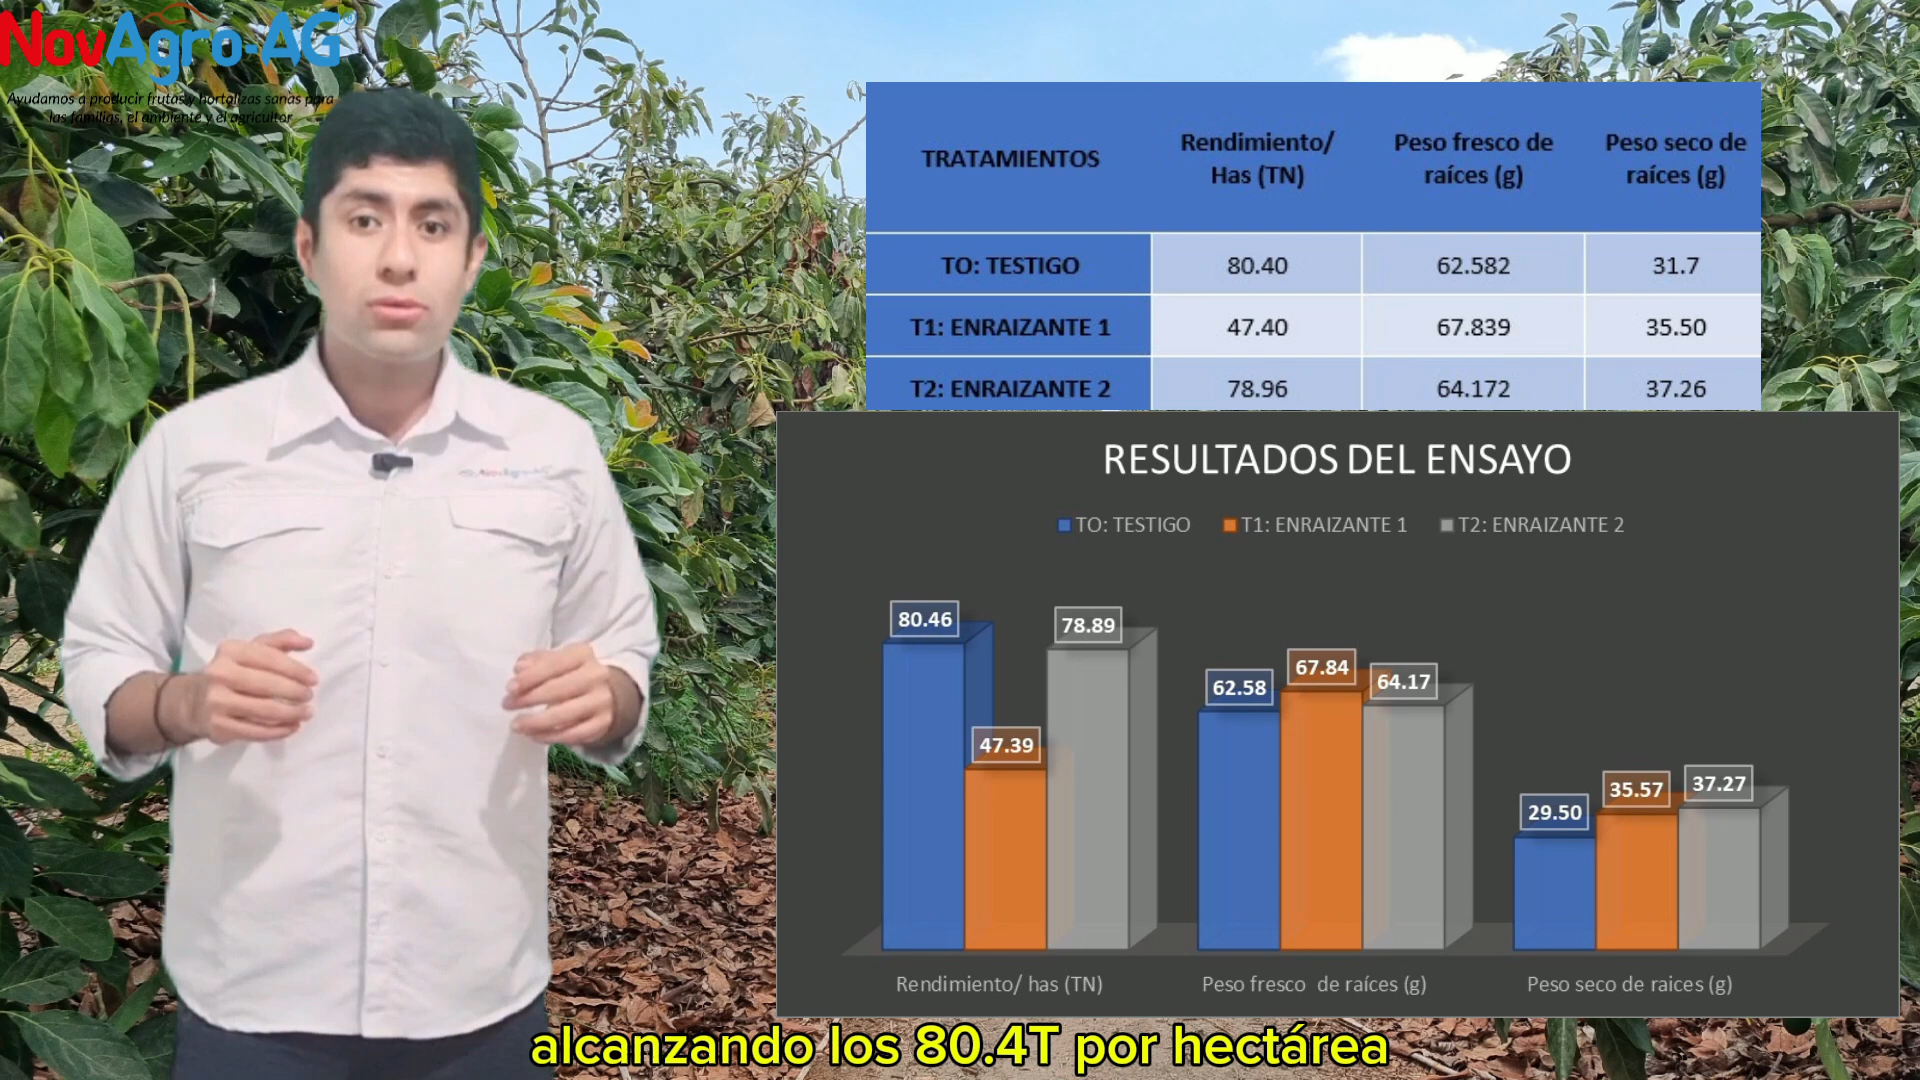 NovAgro-AG®
Ayudamos a producir frutas y hortalizas sanas para
las familias, el ambiente y el agricultor
TRATAMIENTOS
Rendimiento/
Has (TN)
Peso fresco de
raíces (g)
Peso seco de
raíces (g)
TO: TESTIGO 80.40 62.582 31.7
T1: ENRAIZANTE 1 47.40 67.839 35.50
T2: ENRAIZANTE 2 78.96 64.172 37.26
RESULTADOS DEL ENSAYO
TO: TESTIGO T1: ENRAIZANTE 1 T2: ENRAIZANTE 2
80.46 47.39 78.89
62.58 67.84 64.17
29.50 35.57 37.27
Rendimiento/ has (TN) Peso fresco de raíces (g) Peso seco de raices (g)
alcanzando los 80.4T por hectárea